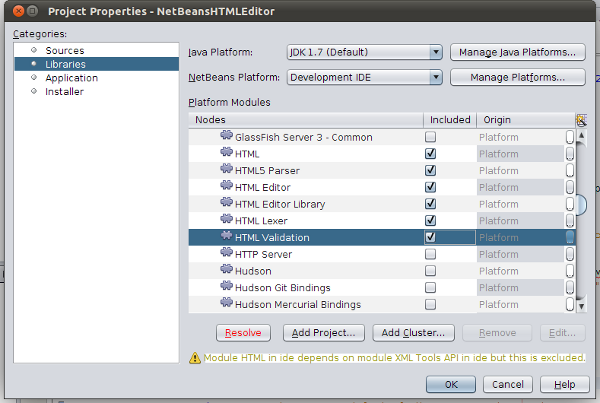 Project Properties - NetBeansHTMLEditor
Categories:
Sources
Libraries
Application
Installer
Java Platform: JDK 1.7 (Default) Manage Java Platforms...
NetBeans Platform: Development IDE Manage Platforms...
Platform Modules
Nodes Included Origin
GlassFish Server 3 - Common Platform
HTML Platform
HTML5 Parser Platform
HTML Editor Platform
HTML Editor Library Platform
HTML Lexer Platform
HTML Validation Platform
HTTP Server Platform
Hudson Platform
Hudson Git Bindings Platform
Hudson Mercurial Bindings Platform
Resolve Add Project... Add Cluster... Remove Edit...
Module HTML in ide depends on module XML Tools API in ide but this is excluded.
OK Cancel Help